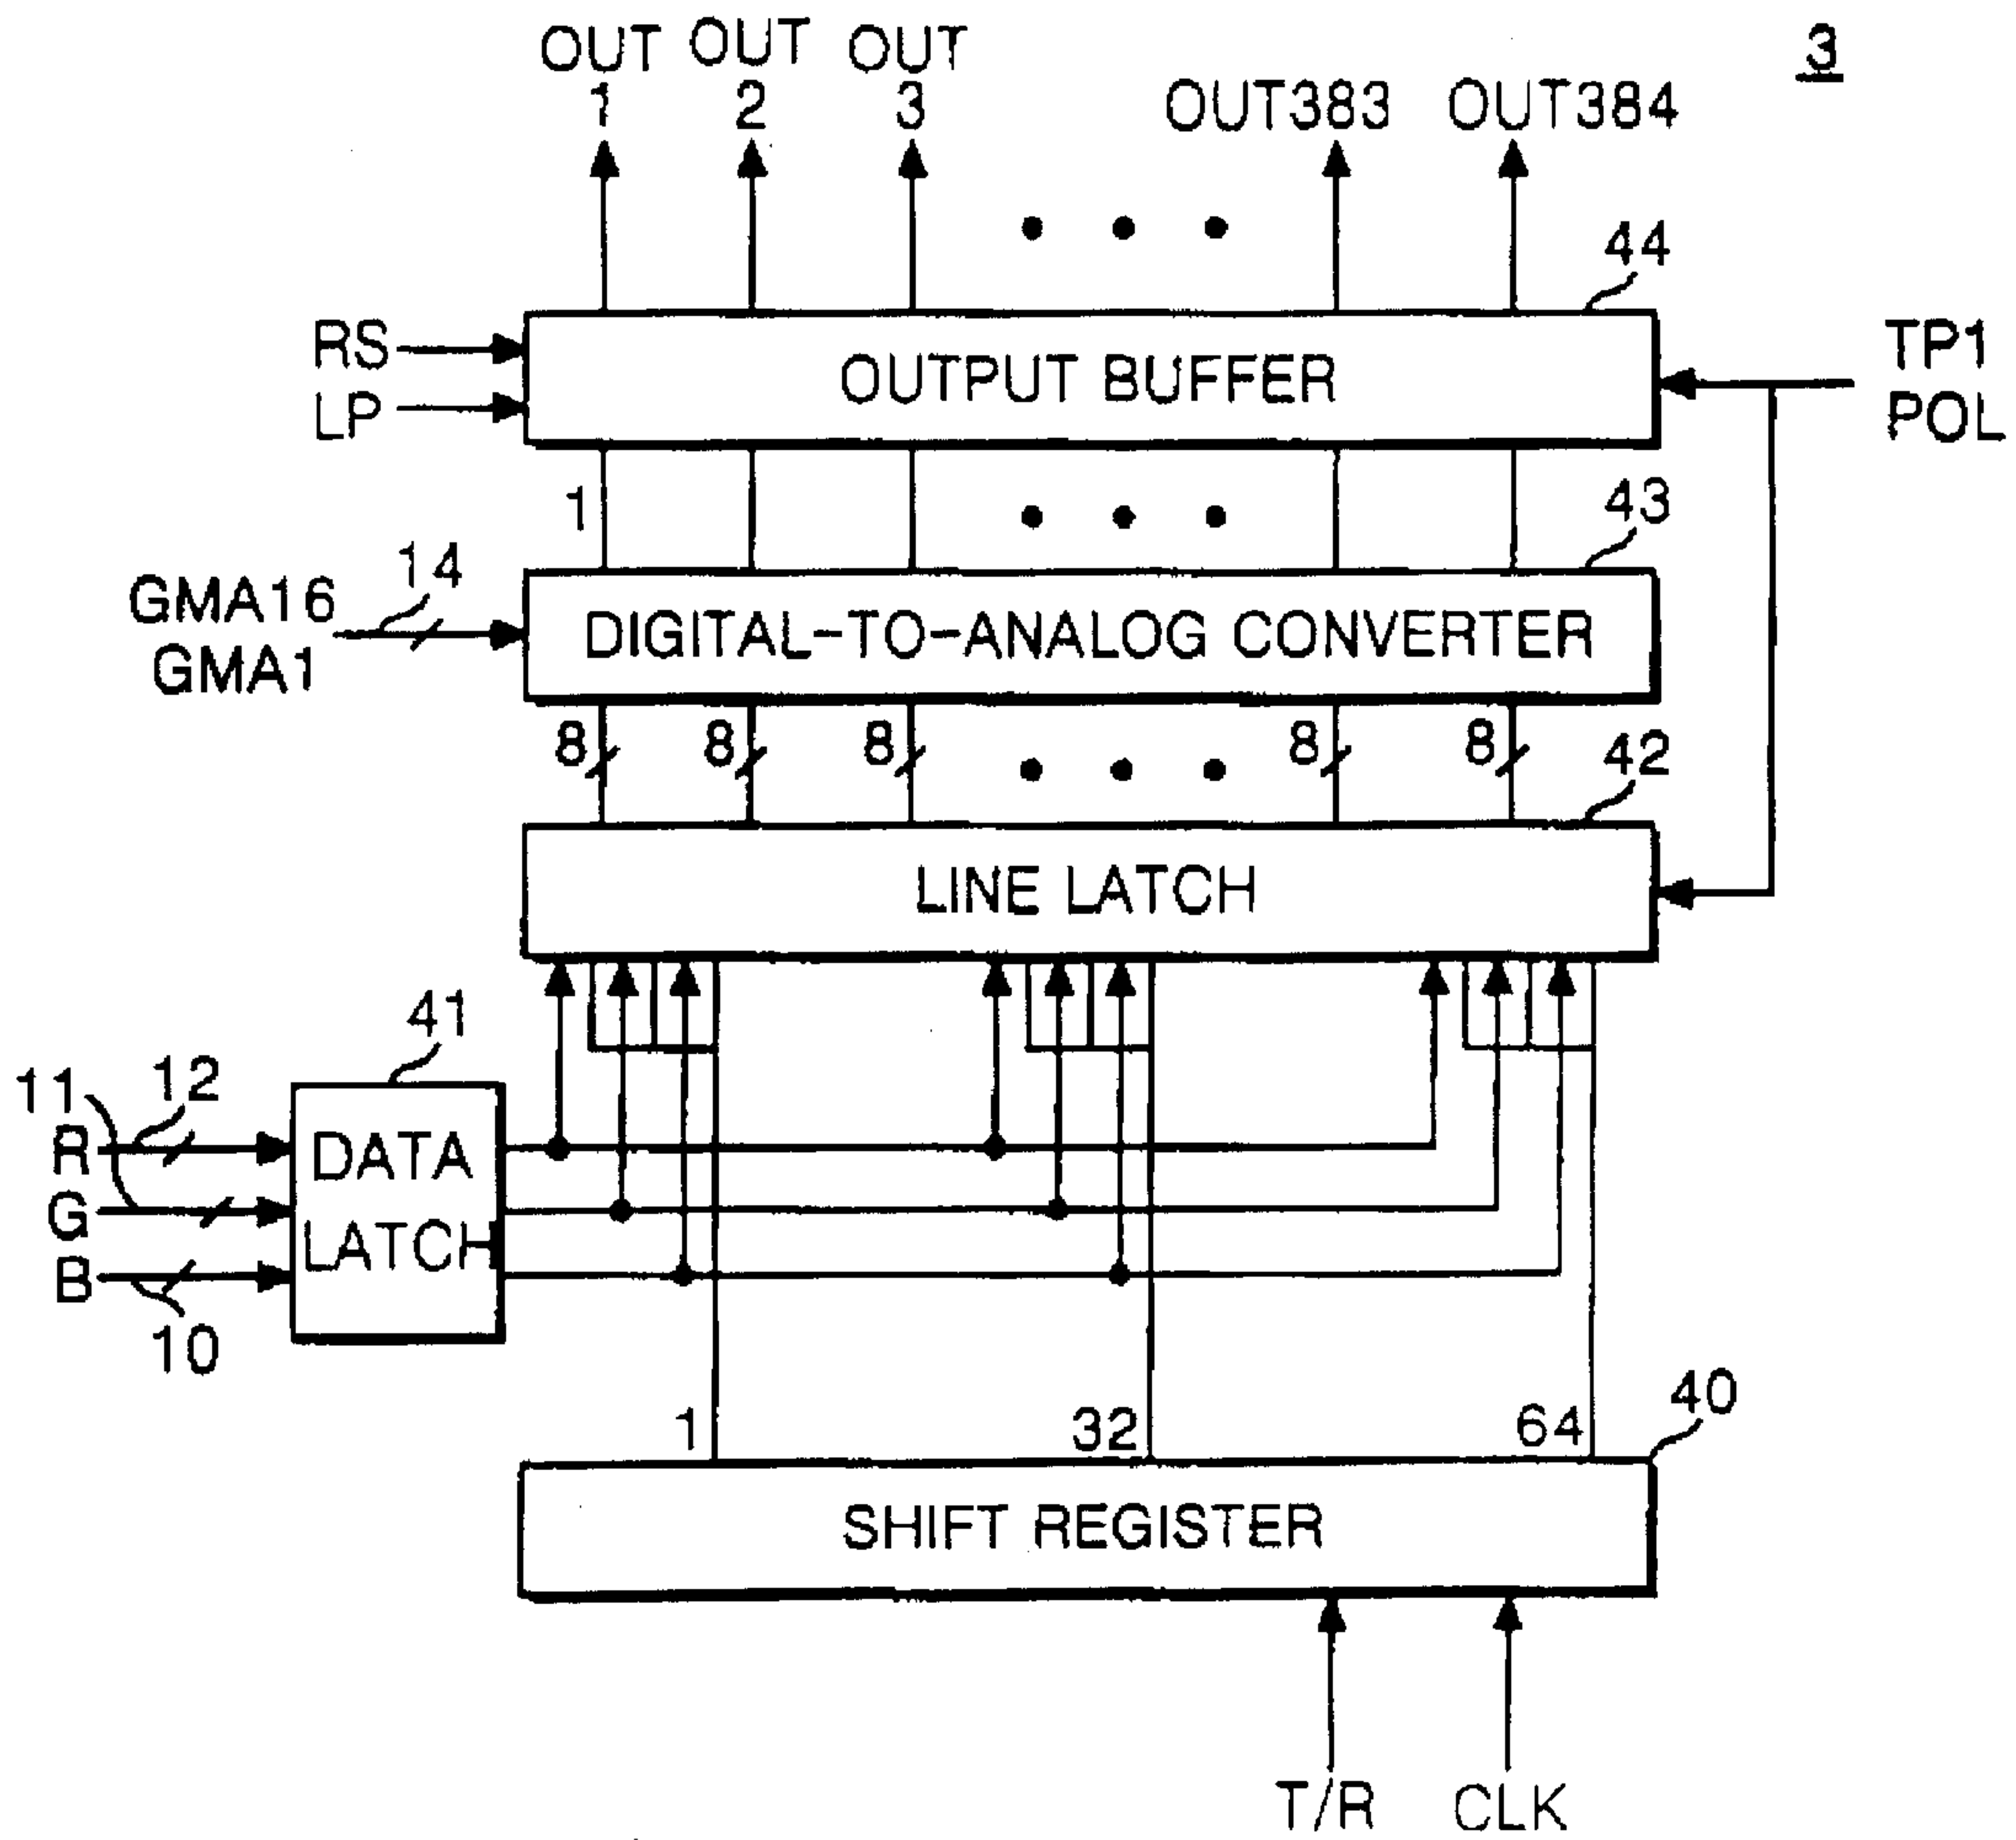 OUT 1
OUT 2
OUT 3
OUT383
OUT384
3
44
RS
LP
OUTPUT BUFFER
TP1
POL
1
43
GMA16
GMA1
14
DIGITAL-TO-ANALOG CONVERTER
8
8
8
8
8
42
LINE LATCH
41
11
12
R
G
B
10
DATA
LATCH
1
32
64
40
SHIFT REGISTER
T/R
CLK